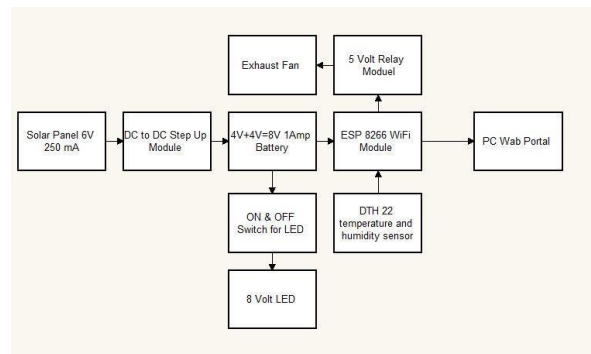 Exhaust Fan
5 Volt Relay
Moduel
Solar Panel 6V
250 mA
DC to DC Step Up
Module
4V+4V=8V 1Amp
Battery
ESP 8266 WiFi
Module
PC Wab Portal
ON & OFF
Switch for LED
DTH 22
temperature and
humidity sensor
8 Volt LED